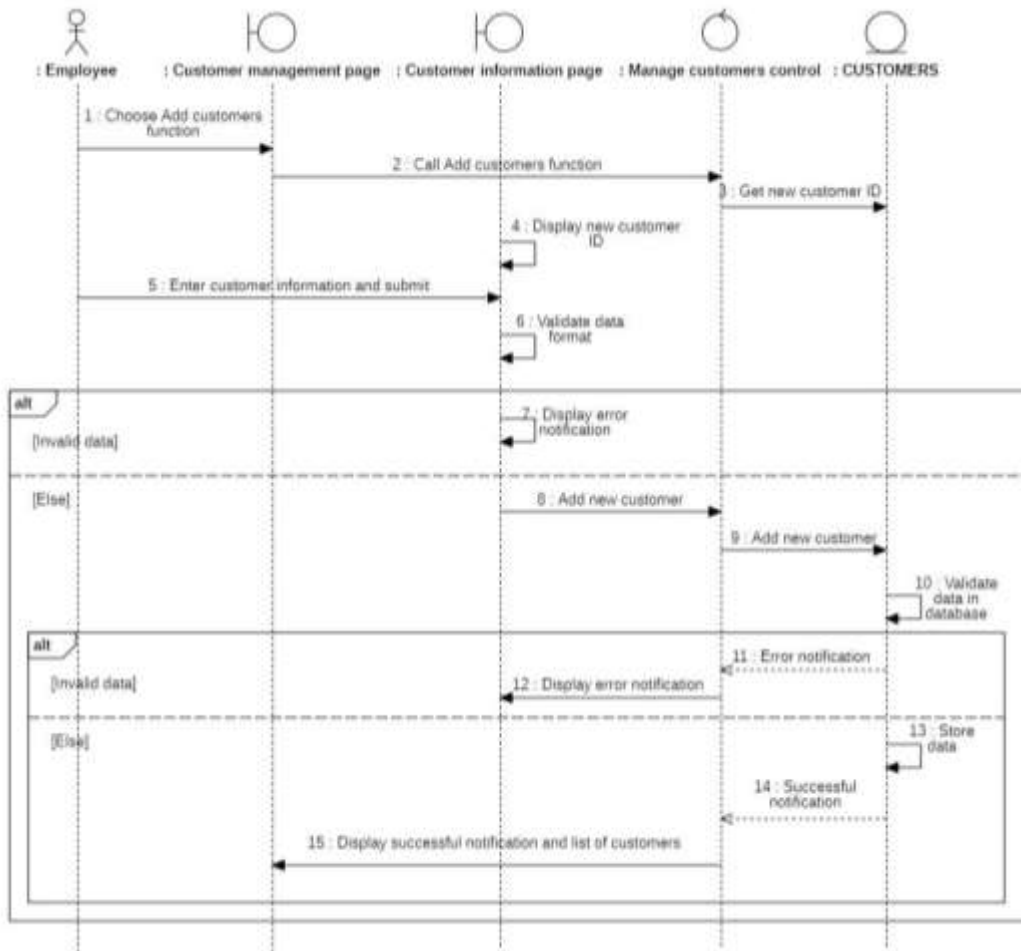 : Employee
: Customer management page
: Customer information page
: Manage customers control
: CUSTOMERS
1 : Choose Add customers
function
2 : Call Add customers function
3 : Get new customer ID
4 : Display new customer
ID
5 : Enter customer information and submit
6 : Validate data
format
alt
7 : Display error
notification
[Invalid data]
[Else]
8 : Add new customer
9 : Add new customer
10 : Validate
data in
database
alt
11 : Error notification
[Invalid data]
12 : Display error notification
[Else]
13 : Store
data
14 : Successful
notification
15 : Display successful notification and list of customers